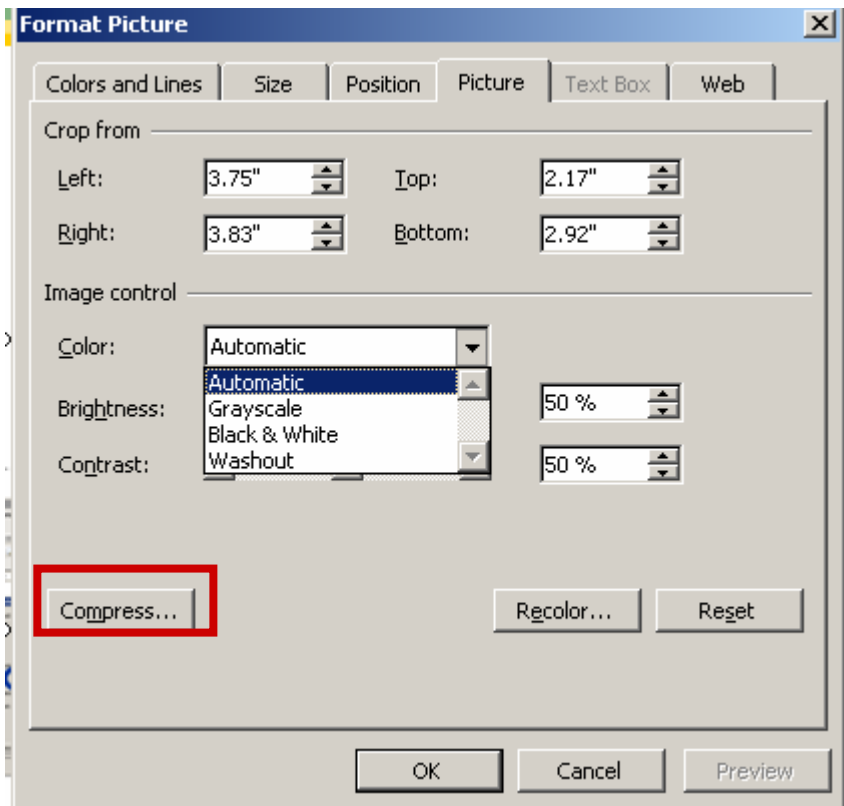 Format Picture
Colors and Lines Size Position Picture Text Box Web
Crop from
Left: 3.75" Top: 2.17"
Right: 3.83" Bottom: 2.92"
Image control
Color: Automatic
Automatic
Brightness: Grayscale 50 %
Black & White
Contrast: Washout 50 %
Compress... Recolor... Reset
OK Cancel Preview